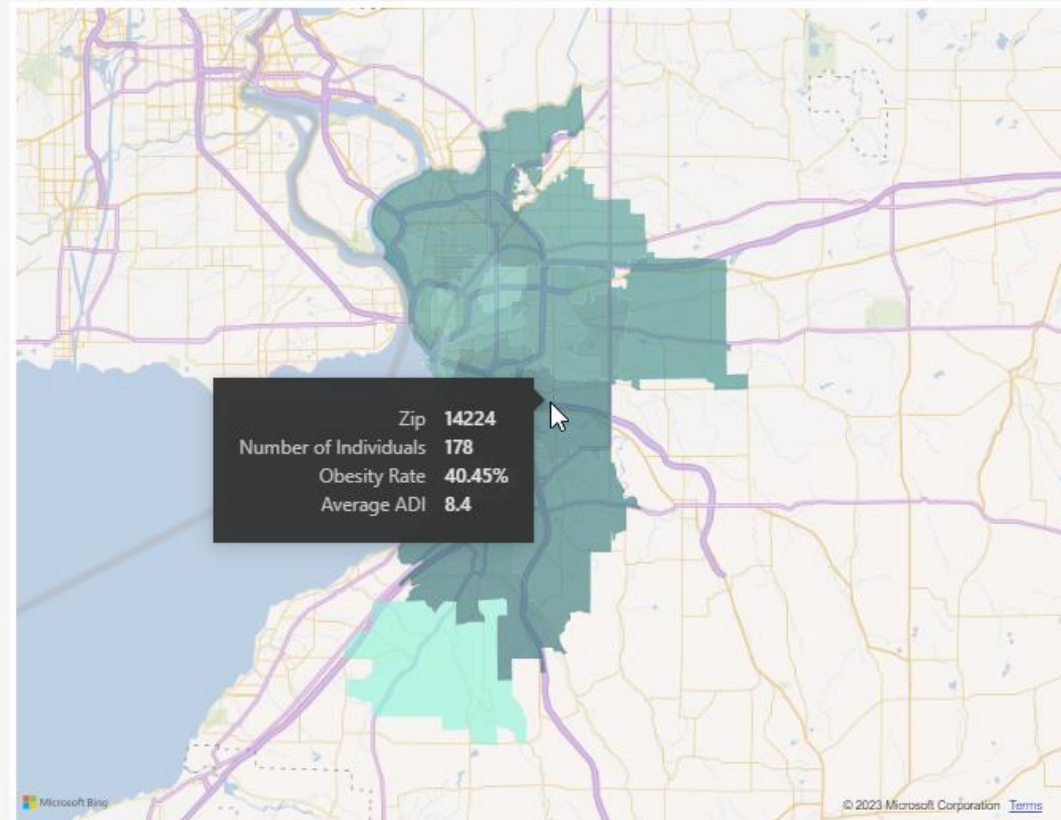 Zip 14224
Number of Individuals 178
Obesity Rate 40.45%
Average ADI 8.4
Microsoft Bing
© 2023 Microsoft Corporation Terms